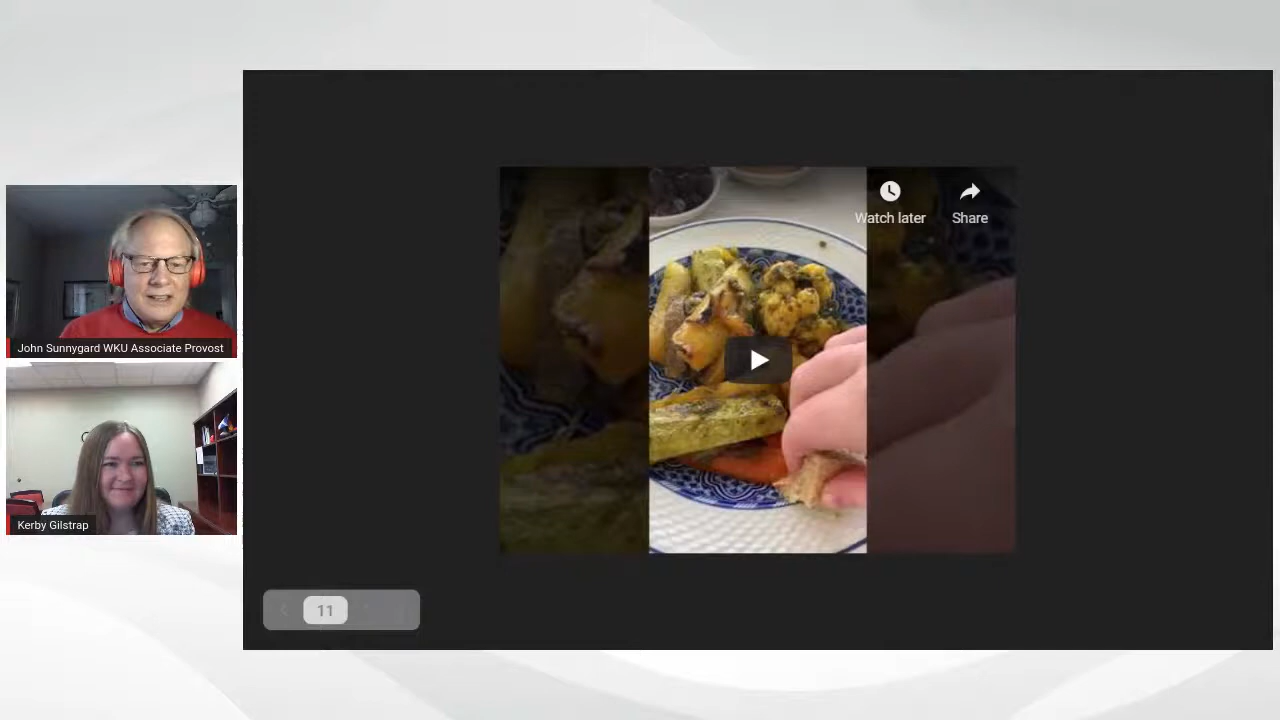 Watch later
Share
John Sunnygard WKU Associate Provost
Kerby Gilstrap
11